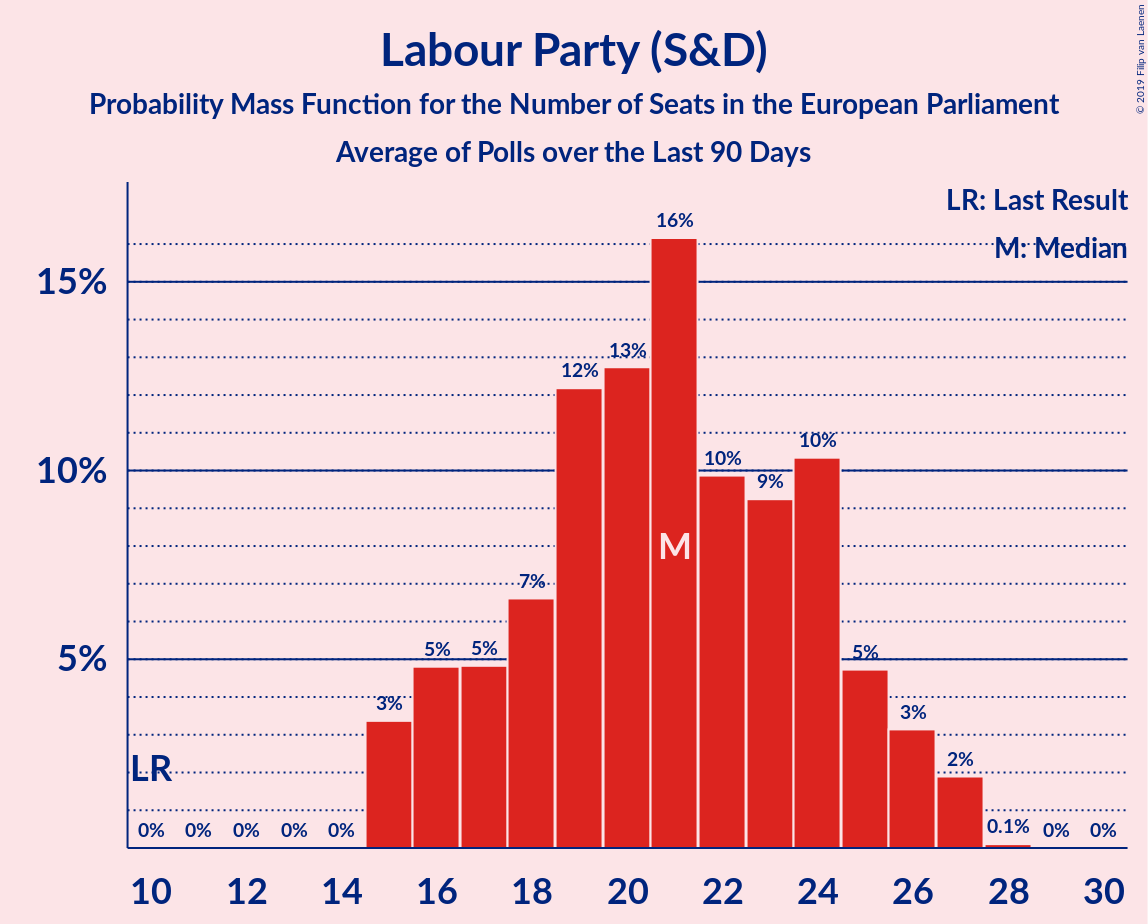 Labour Party (S&D)
Probability Mass Function for the Number of Seats in the European Parliament
Average of Polls over the Last 90 Days
© 2019 Filip van Laenen
LR: Last Result
M: Median
15%
10%
5%
0% 0% 0% 0% 0% 3% 5% 5% 7% 12% 13% 16% 10% 9% 10% 5% 3% 2% 0.1% 0% 0%
LR
M
10 12 14 16 18 20 22 24 26 28 30